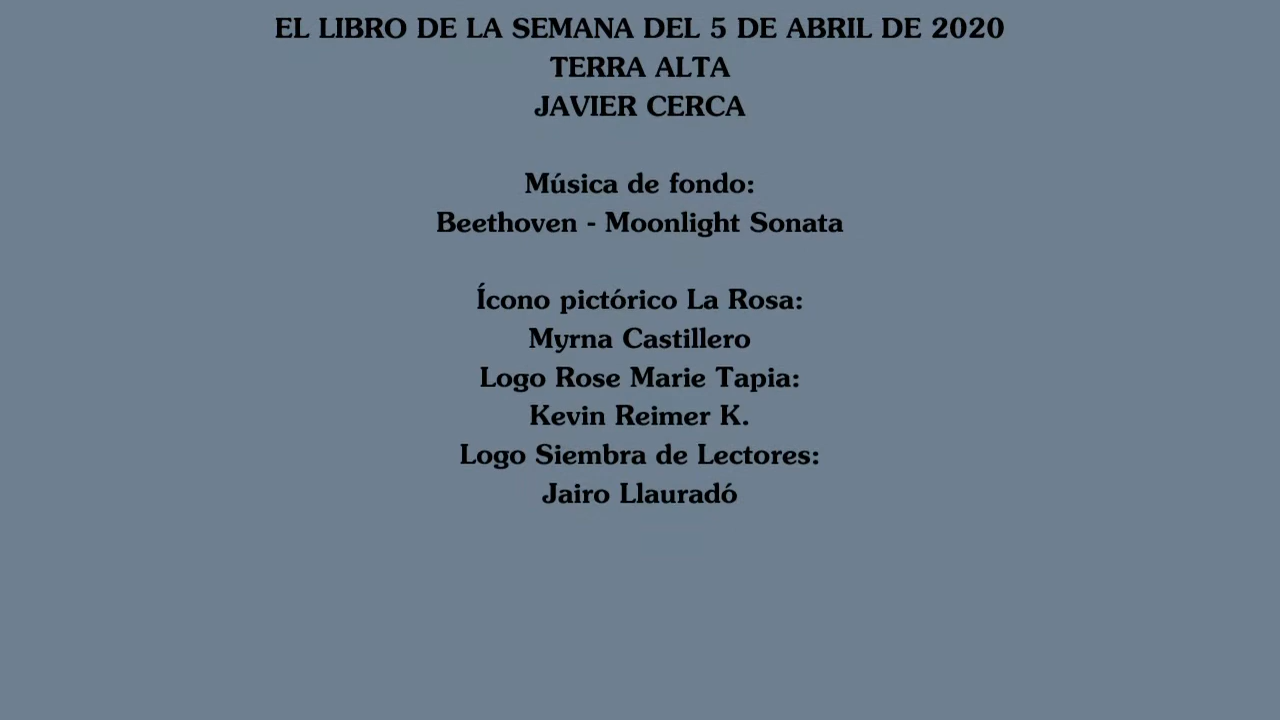 EL LIBRO DE LA SEMANA DEL 5 DE ABRIL DE 2020
TERRA ALTA
JAVIER CERCA
Música de fondo:
Beethoven - Moonlight Sonata
Ícono pictórico La Rosa:
Myrna Castillero
Logo Rose Marie Tapia:
Kevin Reimer K.
Logo Siembra de Lectores:
Jairo Llauradó